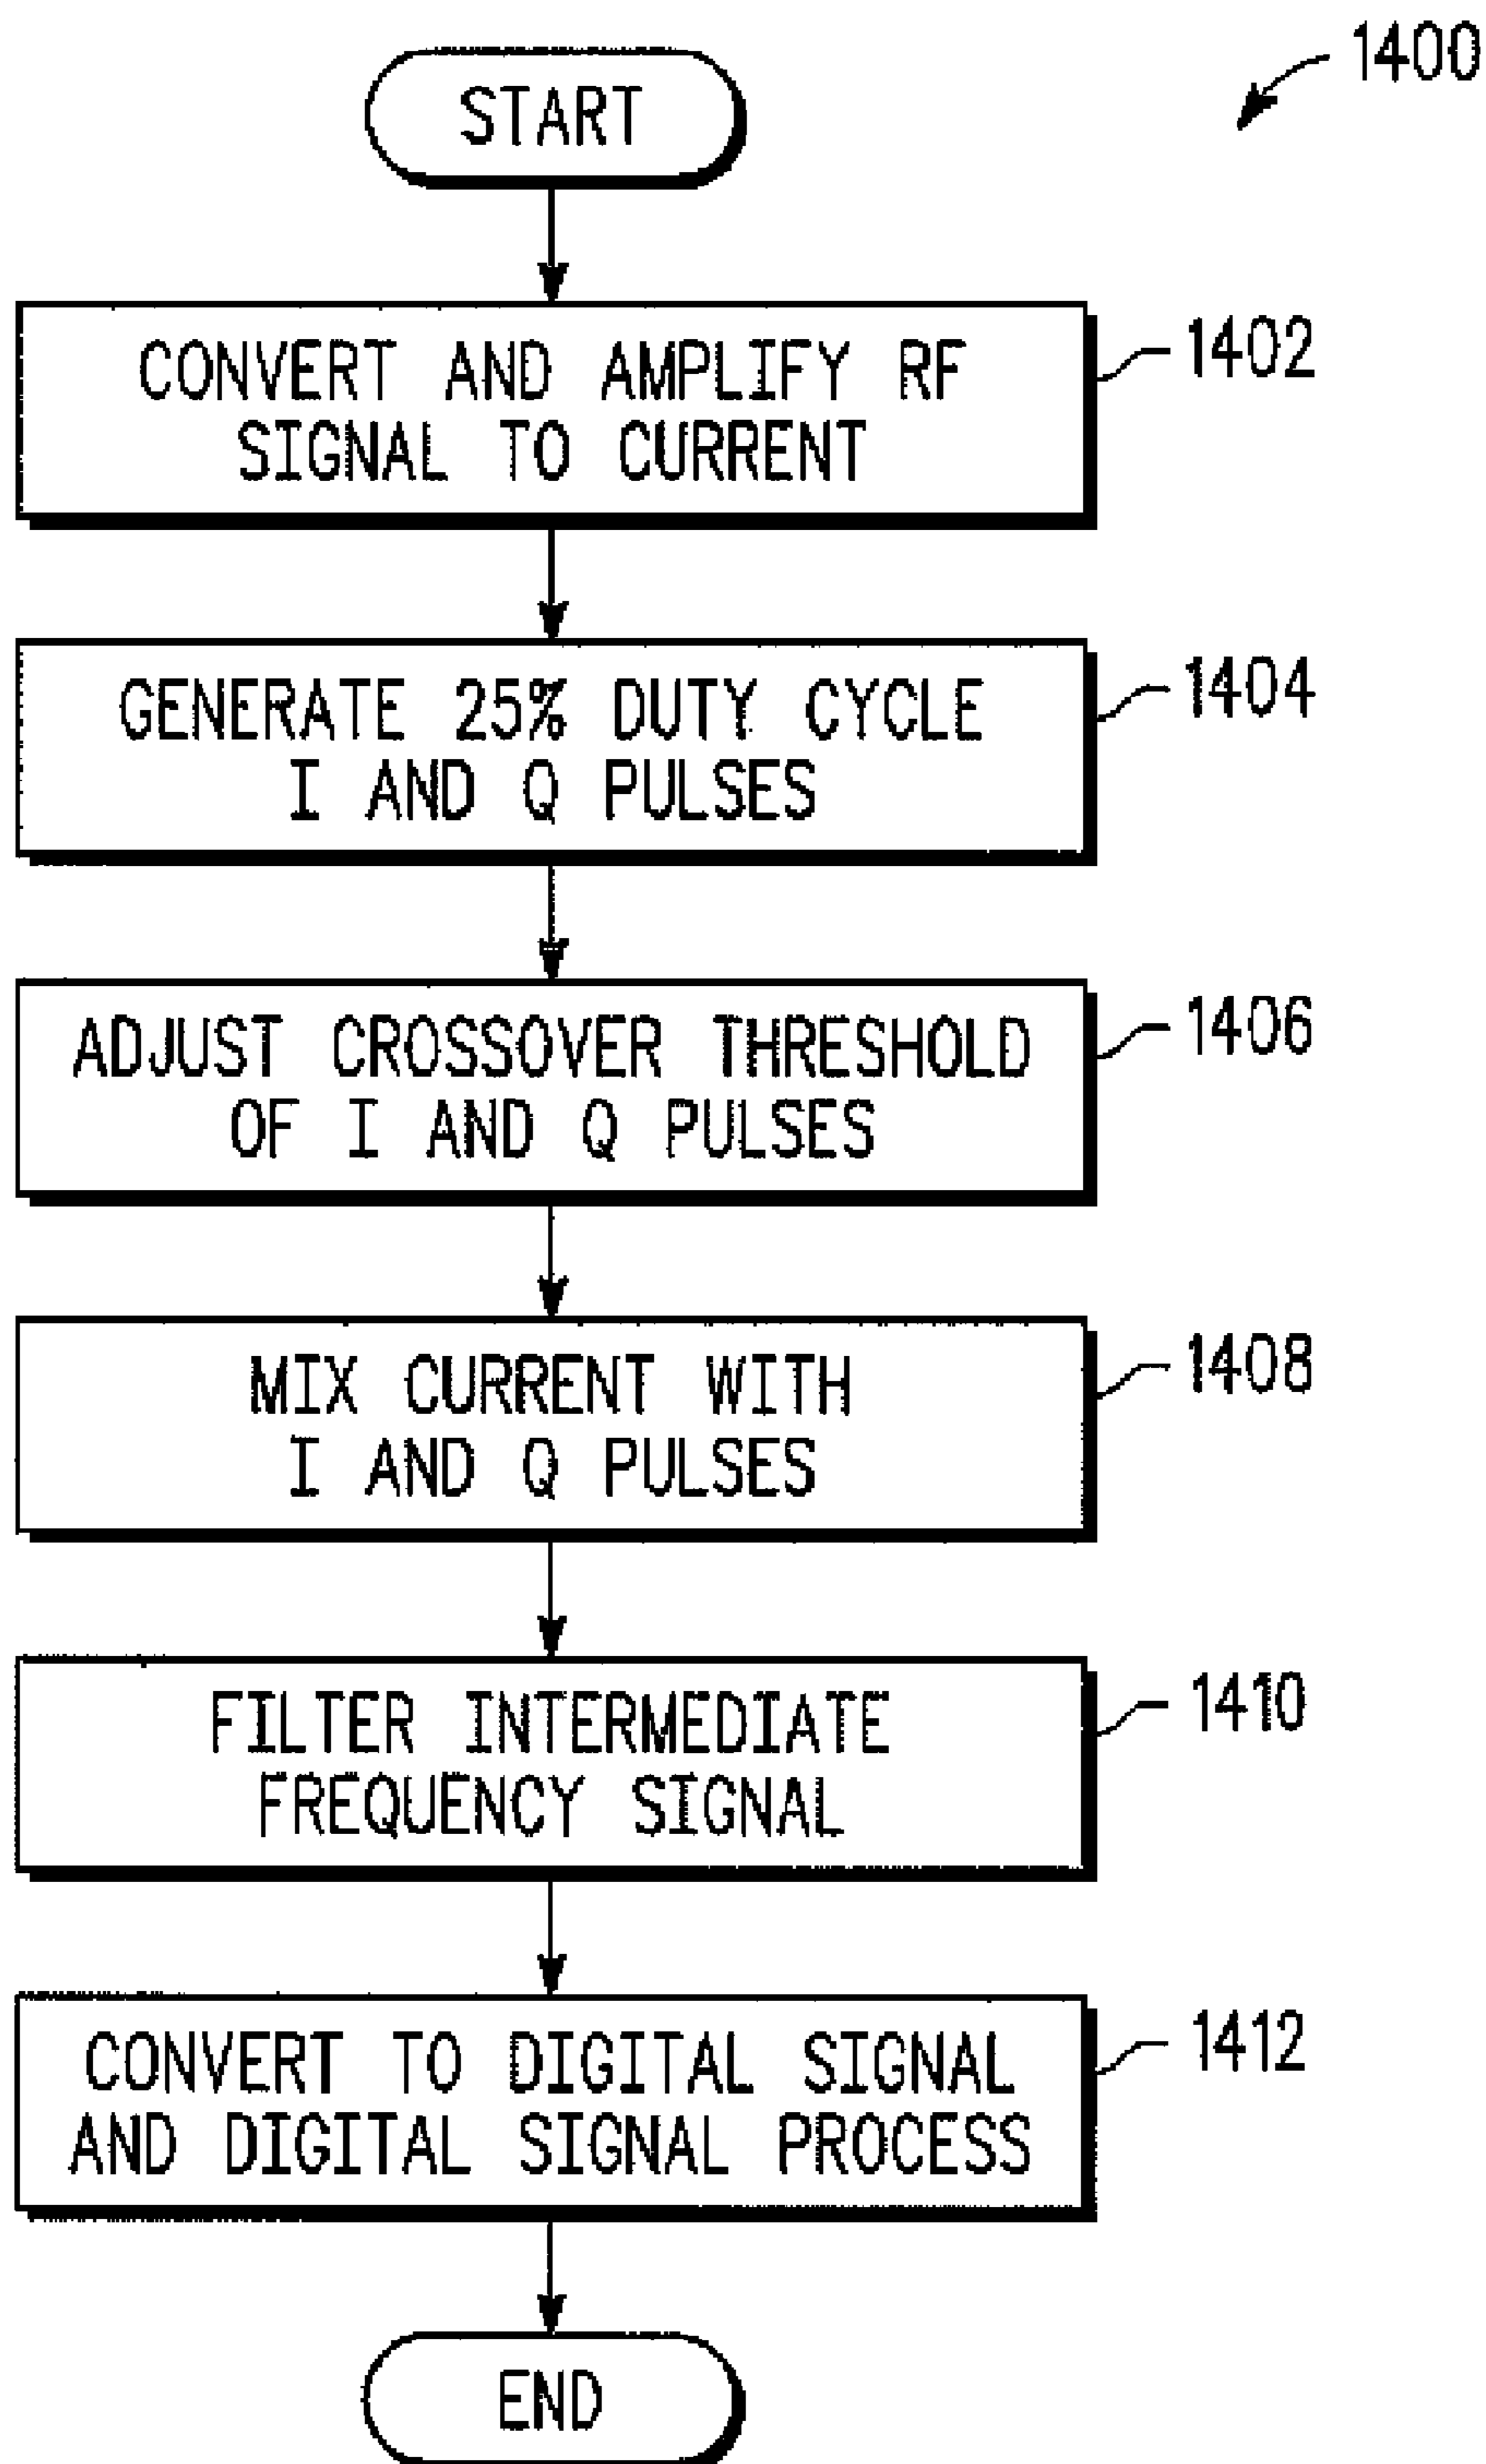 1400
START
CONVERT AND AMPLIFY RF
SIGNAL TO CURRENT
1402
GENERATE 25% DUTY CYCLE
I AND Q PULSES
1404
ADJUST CROSSOVER THRESHOLD
OF I AND Q PULSES
1406
MIX CURRENT WITH
I AND Q PULSES
1408
FILTER INTERMEDIATE
FREQUENCY SIGNAL
1410
CONVERT TO DIGITAL SIGNAL
AND DIGITAL SIGNAL PROCESS
1412
END